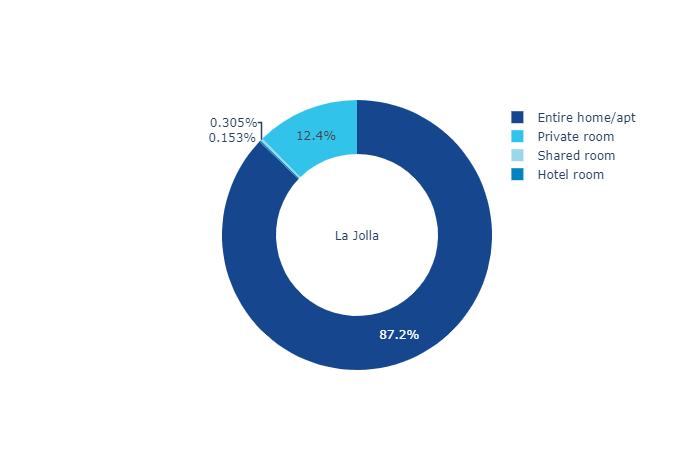 0.305%
0.153%
12.4%
La Jolla
87.2%
Entire home/apt
Private room
Shared room
Hotel room